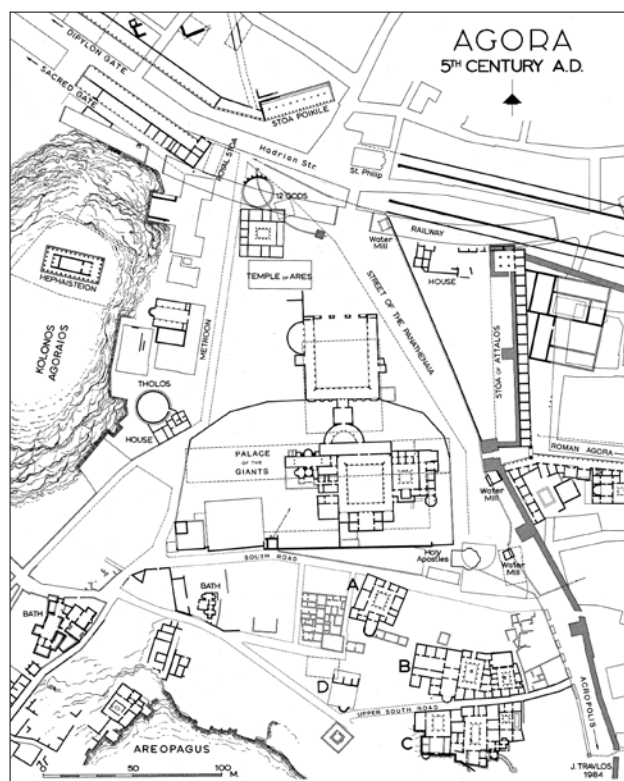 AGORA
5TH CENTURY A.D.
DIPYLON GATE
SACRED GATE
STOA POIKILE
ROYAL STOA
Hadrian Str.
St. Philip
12 GODS
Water
Mill
RAILWAY
HOUSE
TEMPLE OF ARES
HEPHAISTEION
STREET OF THE PANATHENAIA
KOLONOS
AGORAIOS
METROON
STOA OF ATTALOS
THOLOS
HOUSE
PALACE
OF THE
GIANTS
ROMAN AGORA
Water
Mill
SOUTH ROAD
Holy
Apostles
Water
Mill
BATH
A
BATH
B
D
UPPER SOUTH ROAD
C
ACROPOLIS
AREOPAGUS
0 50 100
M.
J. TRAVLOS
1984